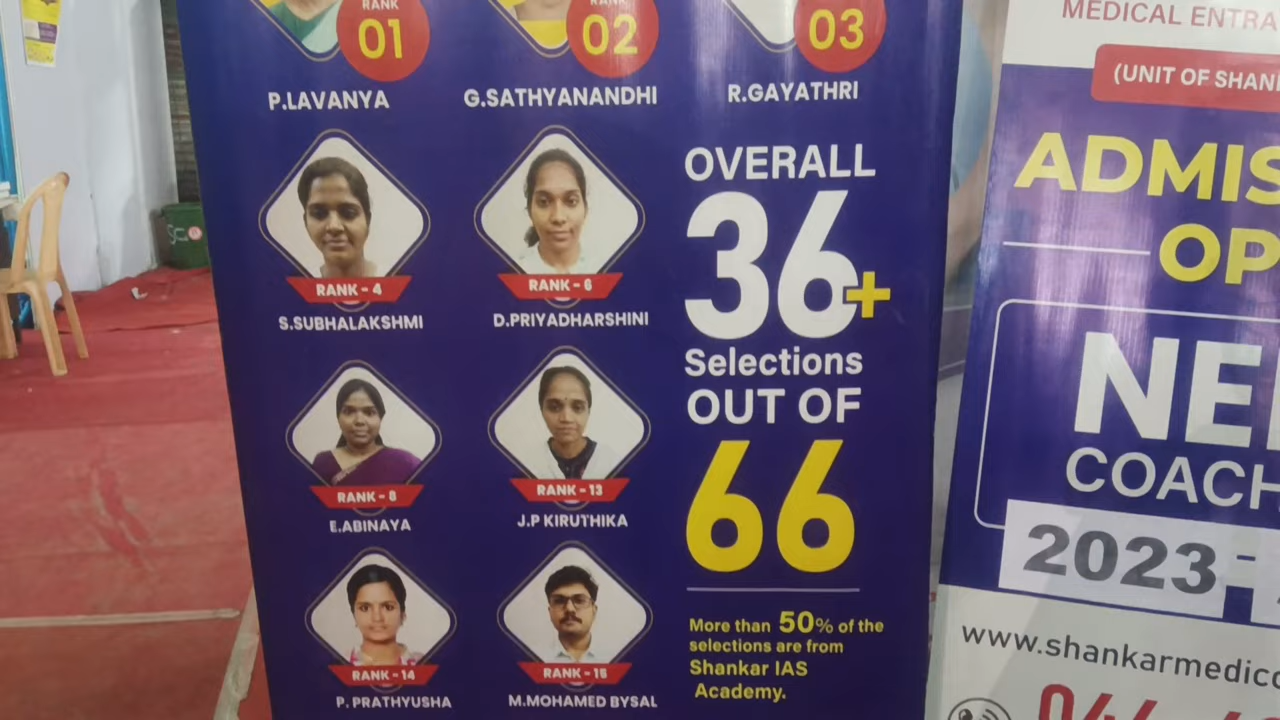 RANK
01
RANK
02
03
P.LAVANYA
G.SATHYANANDHI
R.GAYATHRI
RANK - 4
S.SUBHALAKSHMI
RANK - 6
D.PRIYADHARSHINI
RANK - 8
E.ABINAYA
RANK - 13
J.P KIRUTHIKA
RANK - 14
P. PRATHYUSHA
RANK - 15
M.MOHAMED BYSAL
OVERALL
36+
Selections
OUT OF
66
More than 50% of the
selections are from
Shankar IAS
Academy.
MEDICAL ENTRA
(UNIT OF SHAN
ADMIS
OP
NE
COACH
2023 -
www.shankarmedic
SC